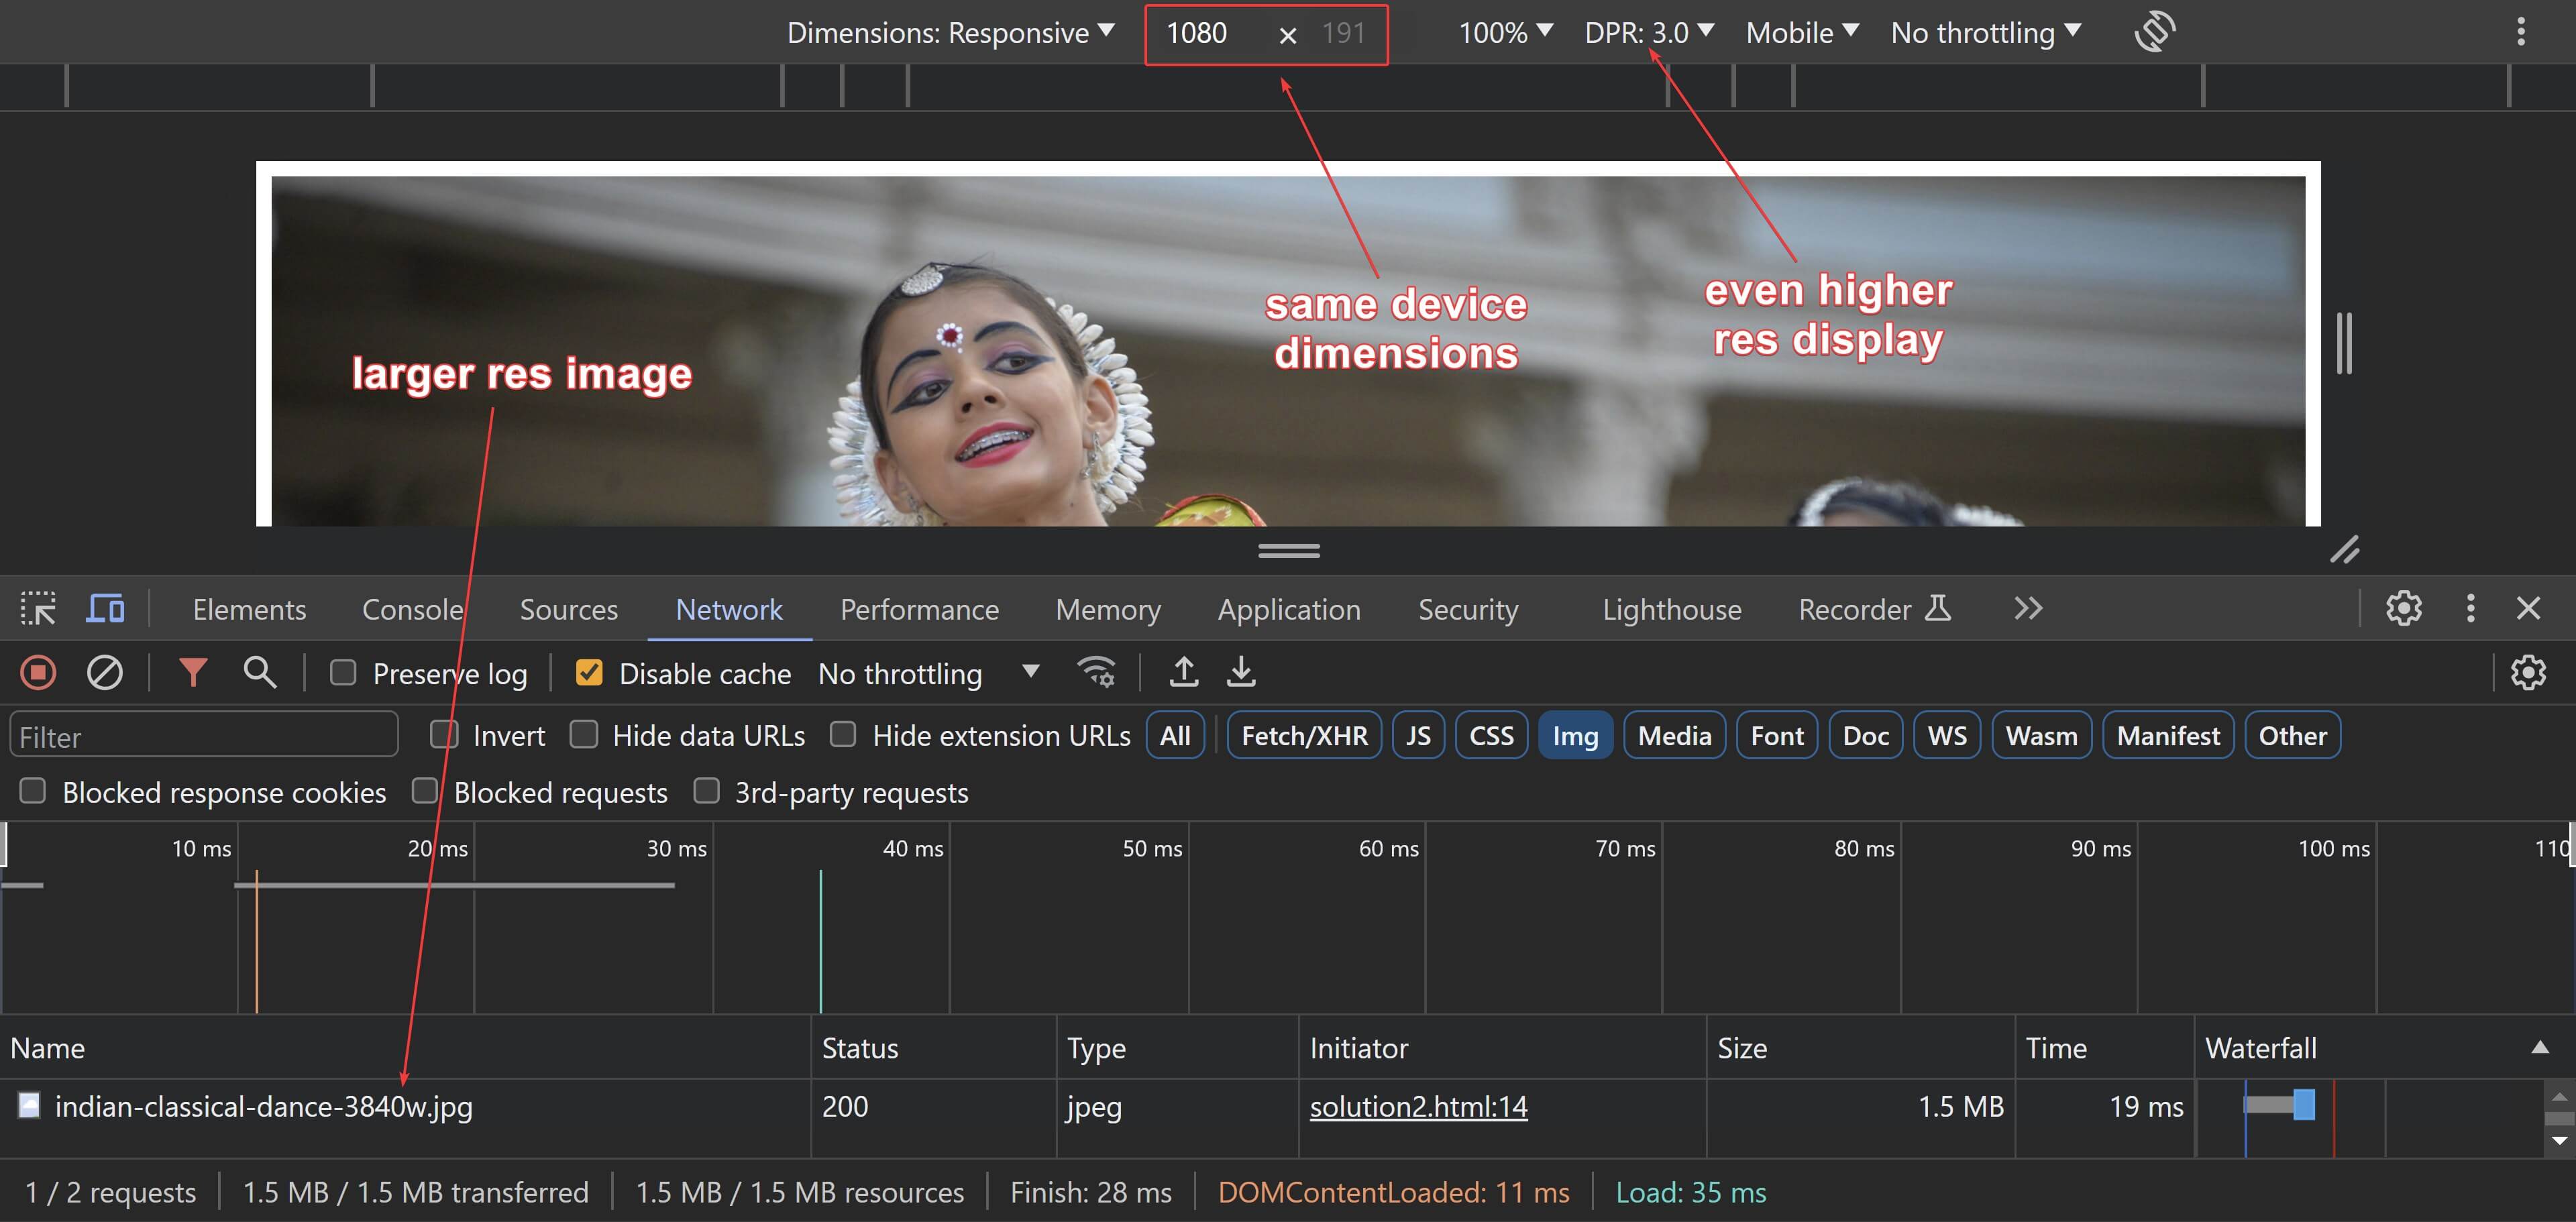 Dimensions: Responsive 1080 × 191 100% DPR: 3.0 Mobile No throttling
same device
dimensions
even higher
res display
larger res image
Elements Console Sources Network Performance Memory Application Security Lighthouse Recorder
Preserve log Disable cache No throttling
Filter Invert Hide data URLs Hide extension URLs All Fetch/XHR JS CSS Img Media Font Doc WS Wasm Manifest Other
Blocked response cookies Blocked requests 3rd-party requests
10 ms 20 ms 30 ms 40 ms 50 ms 60 ms 70 ms 80 ms 90 ms 100 ms 110
Name Status Type Initiator Size Time Waterfall
indian-classical-dance-3840w.jpg 200 jpeg solution2.html:14 1.5 MB 19 ms
1 / 2 requests 1.5 MB / 1.5 MB transferred 1.5 MB / 1.5 MB resources Finish: 28 ms DOMContentLoaded: 11 ms Load: 35 ms